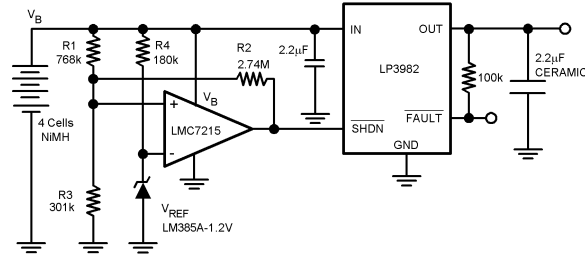 V_B
R1
768k
R4
180k
R2
2.74M
2.2µF
IN
OUT
LP3982
100k
2.2µF
CERAMIC
V_B
+
LMC7215
-
4 Cells
NiMH
SHDN
FAULT
GND
R3
301k
V_REF
LM385A-1.2V